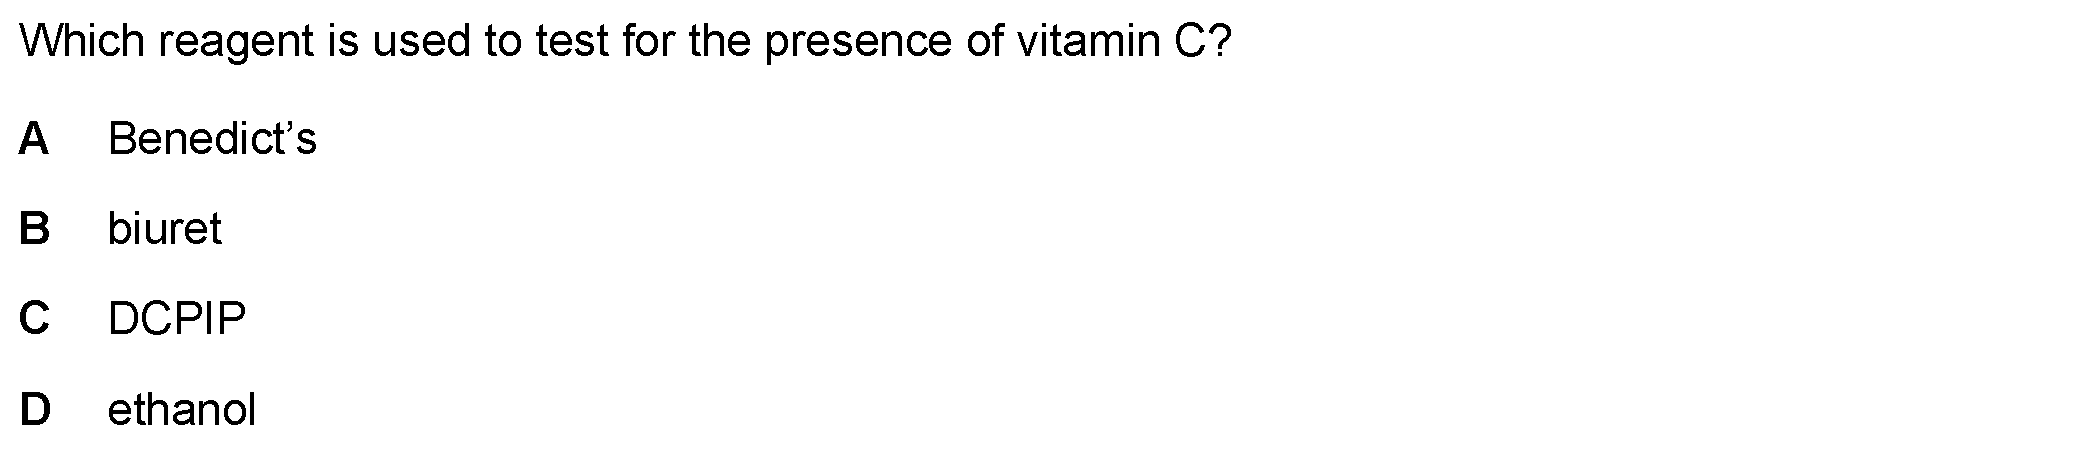 Which reagent is used to test for the presence of vitamin C?
A Benedict’s
B biuret
C DCPIP
D ethanol